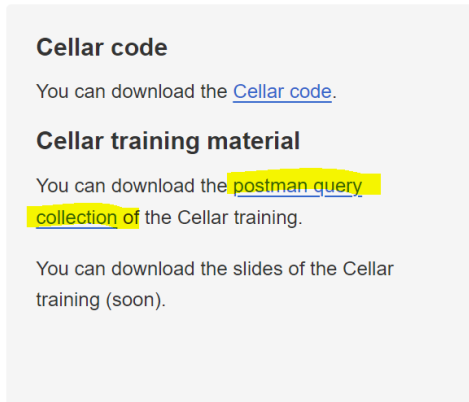 Cellar code
You can download the Cellar code.
Cellar training material
You can download the postman query
collection of the Cellar training.
You can download the slides of the Cellar
training (soon).